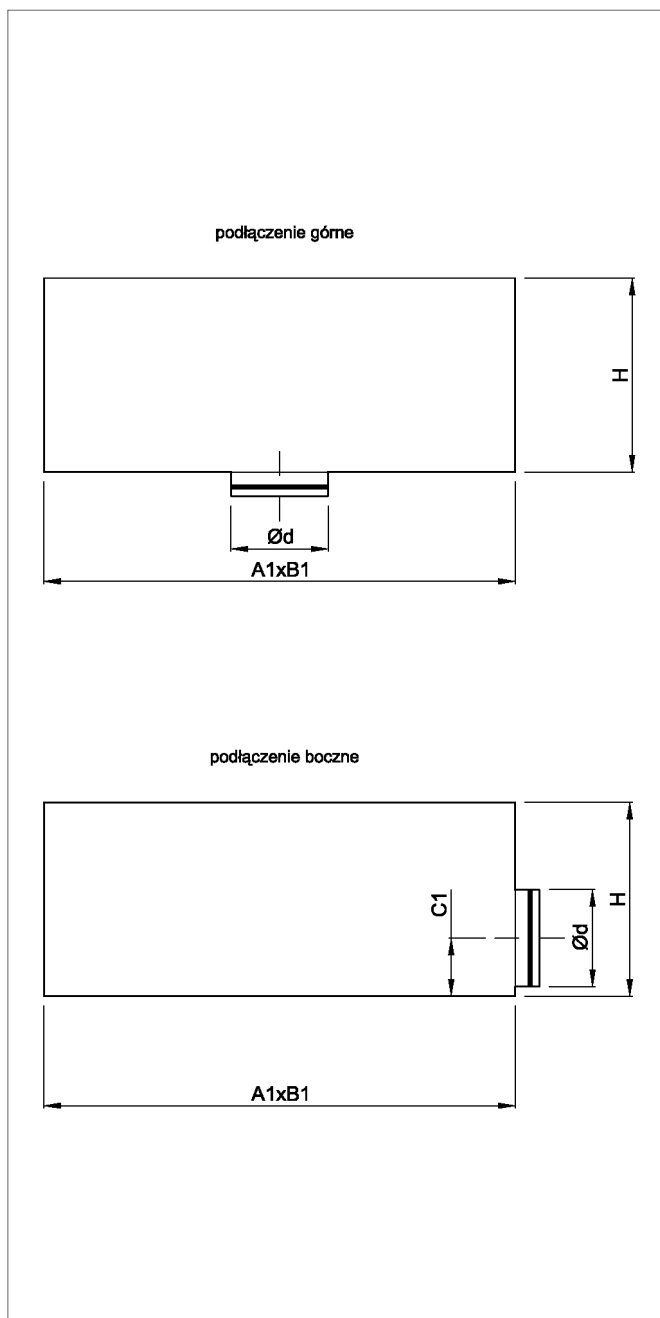 podłączenie górne
H
Ød
A1xB1
podłączenie boczne
C1
Ød
H
A1xB1